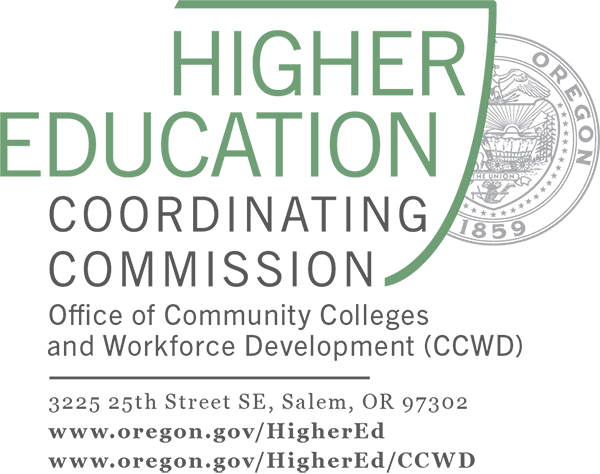 HIGHER
EDUCATION
COORDINATING
COMMISSION
OREGON
THE UNION
1859
Office of Community Colleges
and Workforce Development (CCWD)
3225 25th Street SE, Salem, OR 97302
www.oregon.gov/HigherEd
www.oregon.gov/HigherEd/CCWD